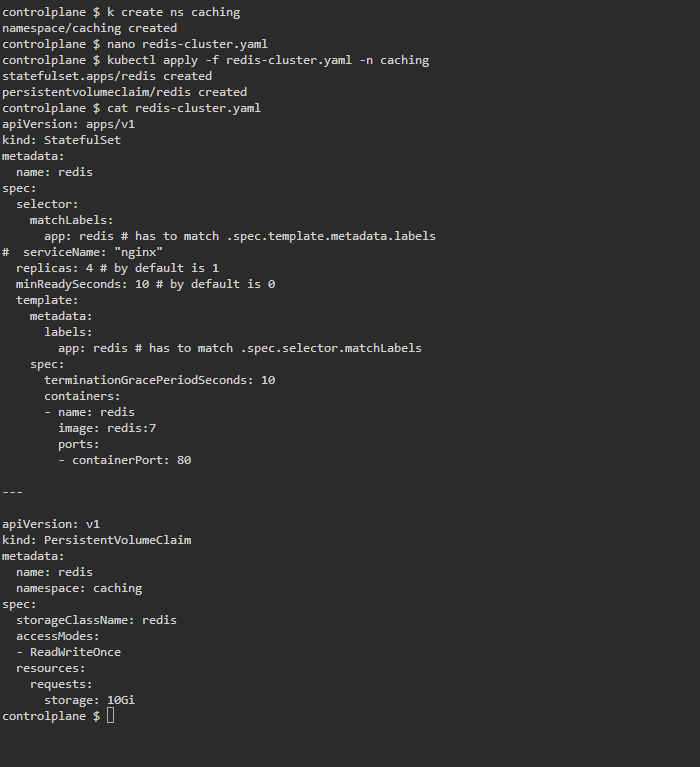 controlplane $ k create ns caching
namespace/caching created
controlplane $ nano redis-cluster.yaml
controlplane $ kubectl apply -f redis-cluster.yaml -n caching
statefulset.apps/redis created
persistentvolumeclaim/redis created
controlplane $ cat redis-cluster.yaml
apiVersion: apps/v1
kind: StatefulSet
metadata:
  name: redis
spec:
  selector:
    matchLabels:
      app: redis # has to match .spec.template.metadata.labels
#  serviceName: "nginx"
  replicas: 4 # by default is 1
  minReadySeconds: 10 # by default is 0
  template:
    metadata:
      labels:
        app: redis # has to match .spec.selector.matchLabels
    spec:
      terminationGracePeriodSeconds: 10
      containers:
      - name: redis
        image: redis:7
        ports:
        - containerPort: 80

---

apiVersion: v1
kind: PersistentVolumeClaim
metadata:
  name: redis
  namespace: caching
spec:
  storageClassName: redis
  accessModes:
  - ReadWriteOnce
  resources:
    requests:
      storage: 10Gi
controlplane $